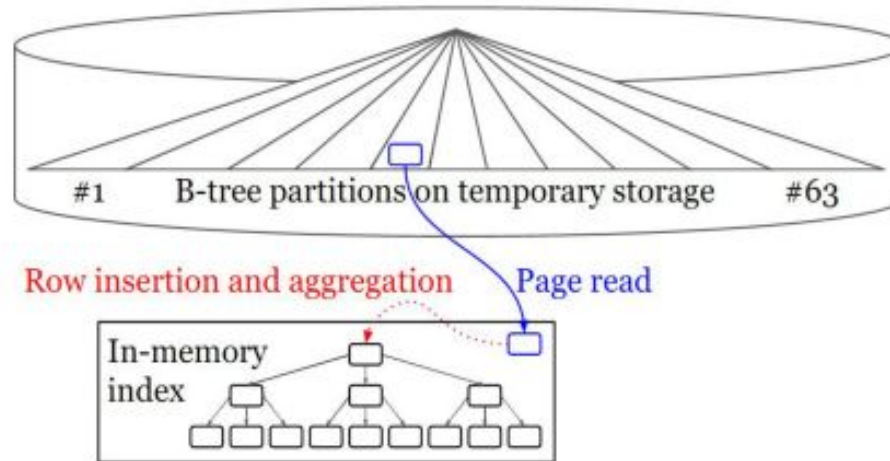 #1 B-tree partitions on temporary storage #63
Row insertion and aggregation Page read
In-memory
index